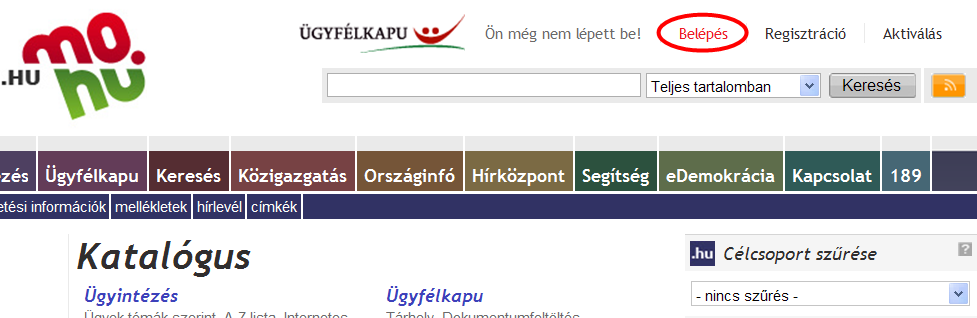 mo.
.HU hu
ÜGYFÉLKAPU Ön még nem lépett be! Belépés Regisztráció Aktiválás
Teljes tartalomban Keresés
zés Ügyfélkapu Keresés Közigazgatás Országinfó Hírközpont Segítség eDemokrácia Kapcsolat 189
etési információk mellékletek hírlevél címkék
Katalógus
.hu Célcsoport szűrése ?
Ügyintézés Ügyfélkapu
- nincs szűrés -
Ügyek témák szerint, A-Z lista, Internetes Tárhely, Dokumentumfeltöltés